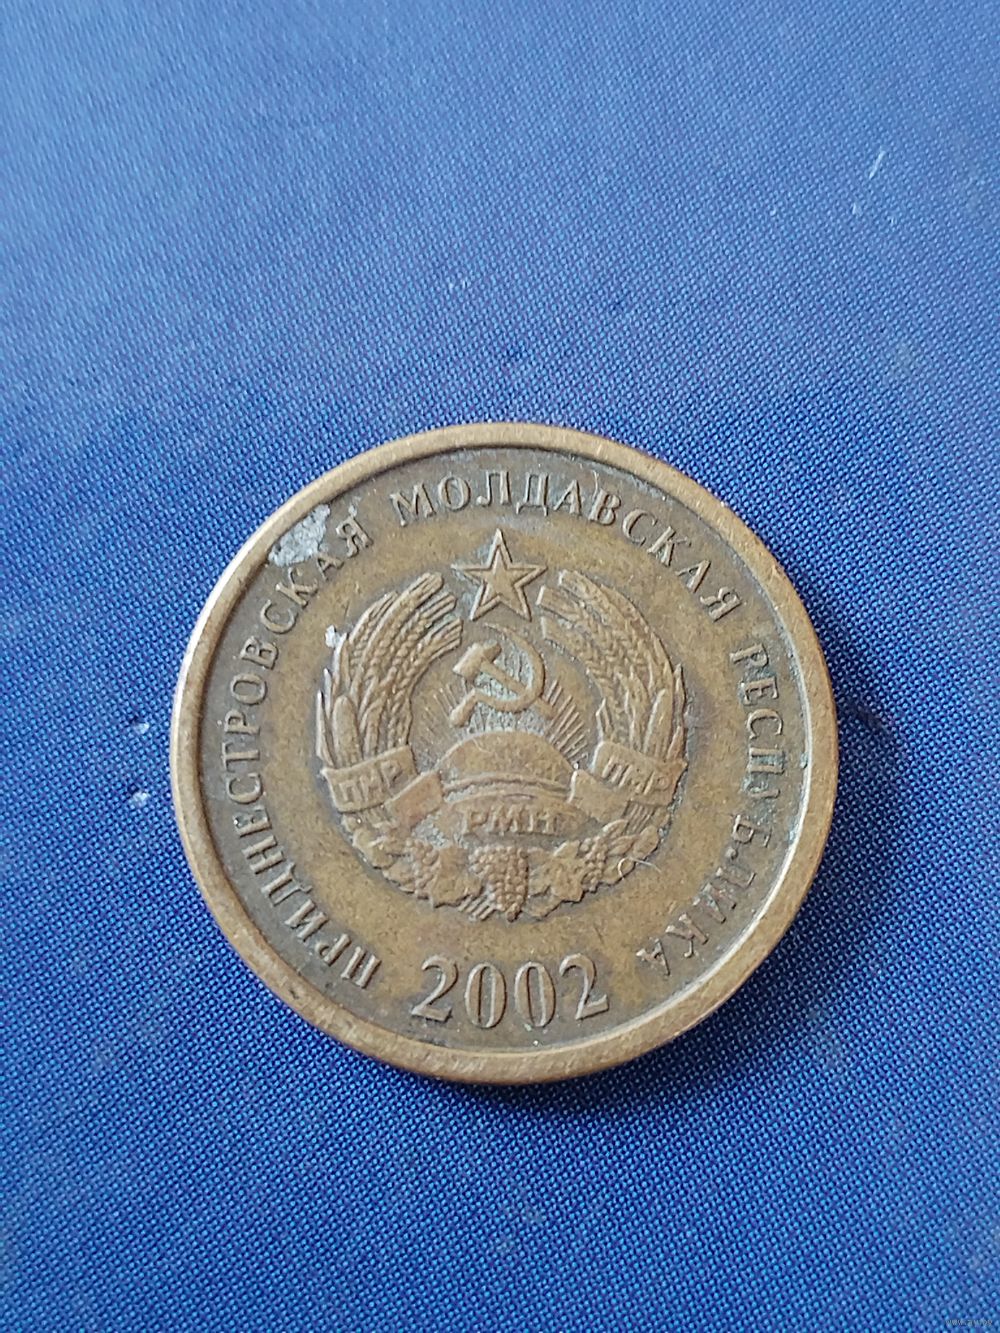 ПРИДНЕСТРОВСКАЯ МОЛДАВСКАЯ РЕСПУБЛИКА
ПМР
ПМР
РМН
2002